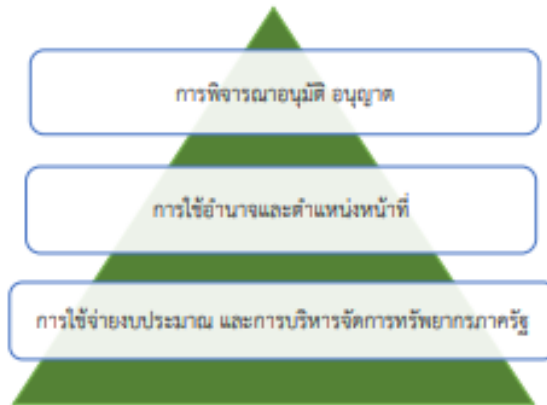 การพิจารณาอนุมัติ อนุญาต
การใช้อำนาจและตำแหน่งหน้าที่
การใช้จ่ายงบประมาณ และการบริหารจัดการทรัพยากรภาครัฐ